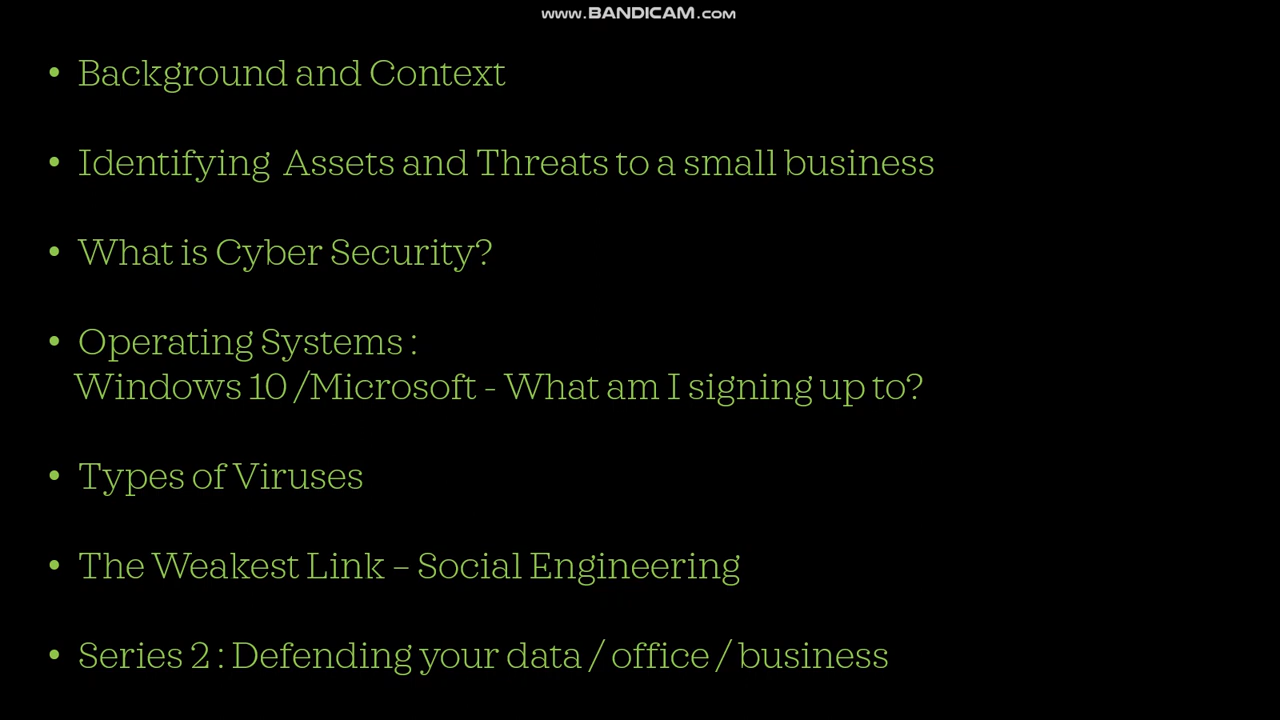 www.BANDICAM.com
• Background and Context
• Identifying  Assets and Threats to a small business
• What is Cyber Security?
• Operating Systems :
Windows 10 /Microsoft - What am I signing up to?
• Types of Viruses
• The Weakest Link – Social Engineering
• Series 2 : Defending your data / office / business